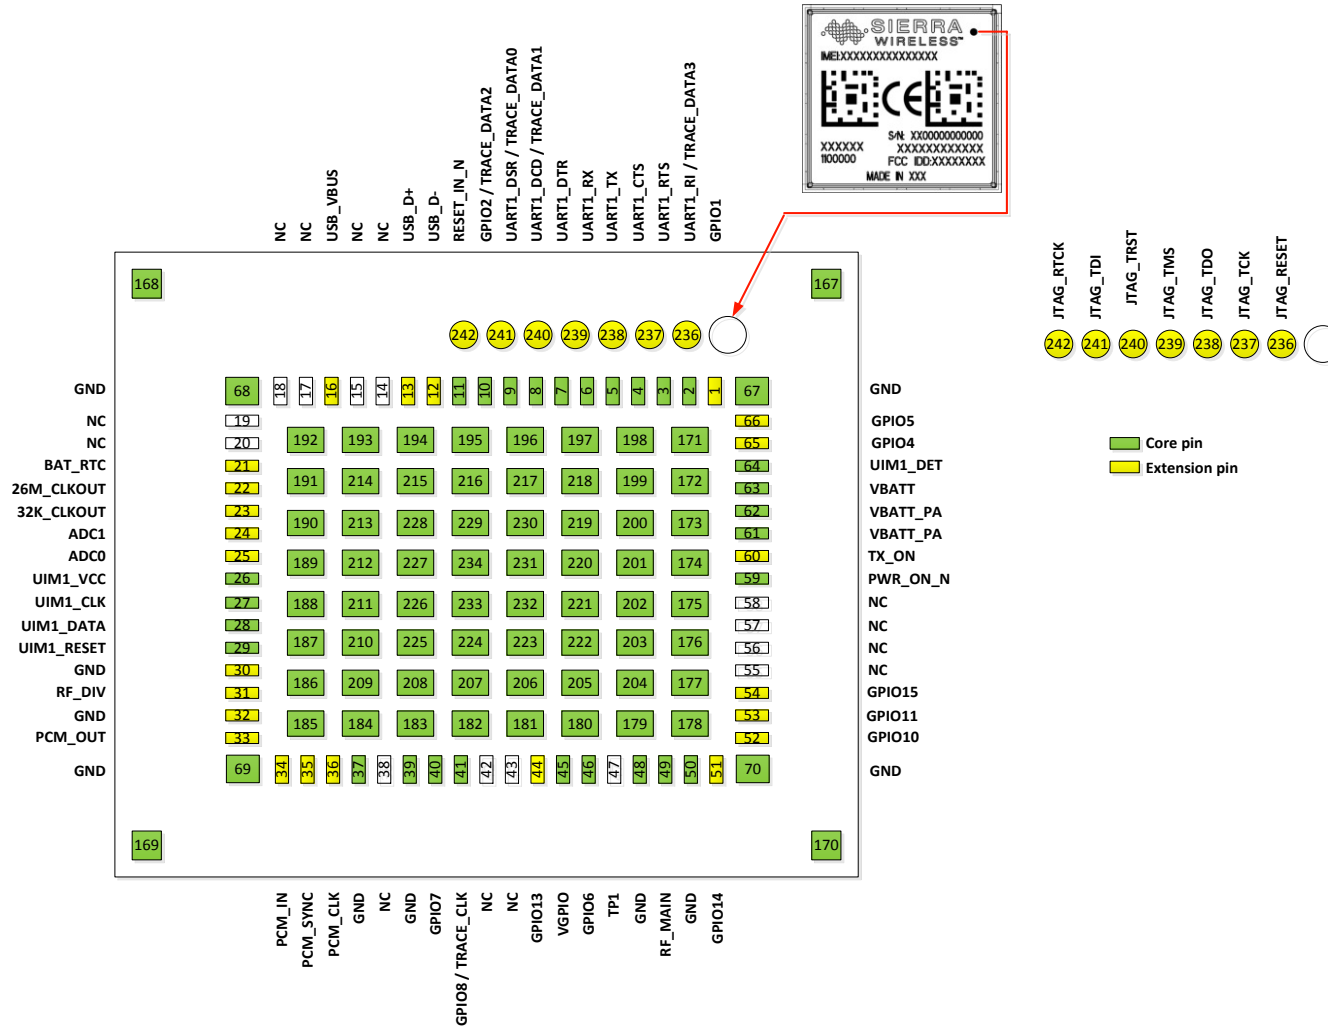 SIERRA
WIRELESS™
IMEI:XXXXXXXXXXXXXXX
CE
S/N: XX00000000000
XXXXXX XXXXXXXXXXXXX
1100000 FCC IDD:XXXXXXXX
MADE IN XXX
NC
NC
USB_VBUS
NC
NC
USB_D+
USB_D-
RESET_IN_N
GPIO2 / TRACE_DATA2
UART1_DSR / TRACE_DATA0
UART1_DCD / TRACE_DATA1
UART1_DTR
UART1_RX
UART1_TX
UART1_CTS
UART1_RTS
UART1_RI / TRACE_DATA3
GPIO1
JTAG_RTCK
JTAG_TDI
JTAG_TRST
JTAG_TMS
JTAG_TDO
JTAG_TCK
JTAG_RESET
242 241 240 239 238 237 236
168 167
242 241 240 239 238 237 236
GND 68 18 17 16 15 14 13 12 11 10 9 8 7 6 5 4 3 2 1 67 GND
NC 19 66 GPIO5
NC 20 192 193 194 195 196 197 198 171 65 GPIO4
BAT_RTC 21 64 UIM1_DET
26M_CLKOUT 22 191 214 215 216 217 218 199 172 63 VBATT
32K_CLKOUT 23 62 VBATT_PA
ADC1 24 190 213 228 229 230 219 200 173 61 VBATT_PA
ADC0 25 189 212 227 234 231 220 201 174 60 TX_ON
UIM1_VCC 26 59 PWR_ON_N
UIM1_CLK 27 188 211 226 233 232 221 202 175 58 NC
UIM1_DATA 28 57 NC
UIM1_RESET 29 187 210 225 224 223 222 203 176 56 NC
GND 30 55 NC
RF_DIV 31 186 209 208 207 206 205 204 177 54 GPIO15
GND 32 185 184 183 182 181 180 179 178 53 GPIO11
PCM_OUT 33 52 GPIO10
GND 69 34 35 36 37 38 39 40 41 42 43 44 45 46 47 48 49 50 51 70 GND
169 170
PCM_IN
PCM_SYNC
PCM_CLK
GND
NC
GND
GPIO7
GPIO8 / TRACE_CLK
NC
NC
GPIO13
VGPIO
GPIO6
TP1
GND
RF_MAIN
GND
GPIO14
Core pin
Extension pin